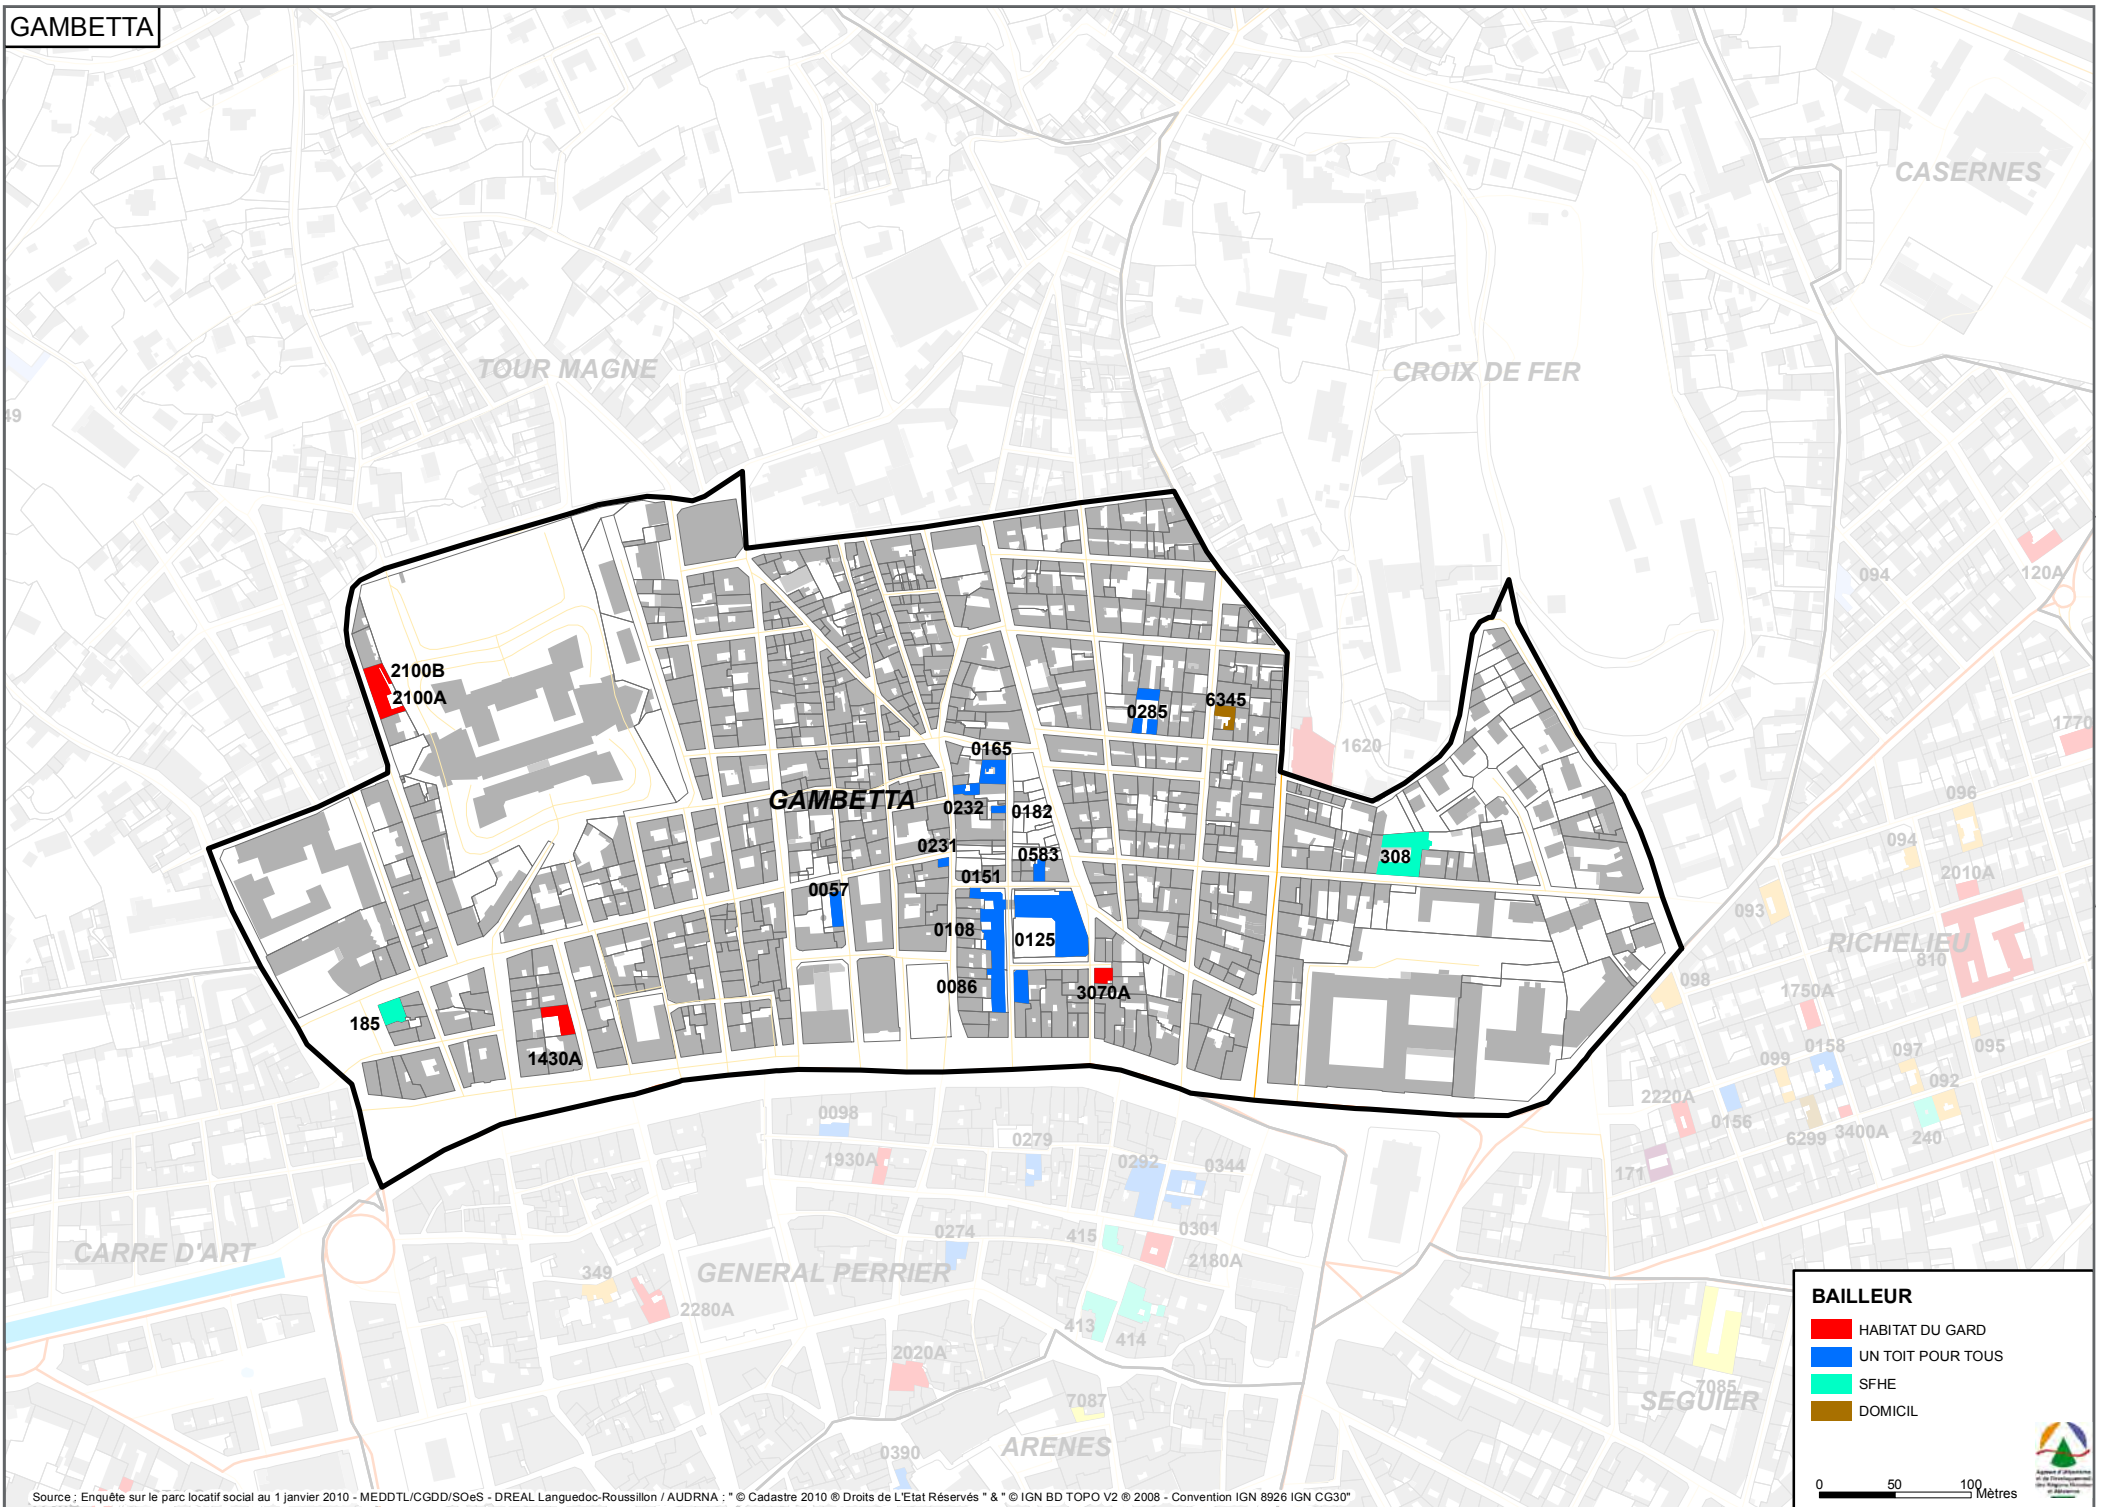 GAMBETTA
CASERNES
TOUR MAGNE
CROIX DE FER
49
094
120A
2100B
2100A
6345
0285
1770
0165
1620
GAMBETTA
0232
0182
096
0231
0583
308
094
0151
2010A
0057
093
0108
0125
RICHELIEU
810
098
0086
3070A
1750A
185
1430A
0158
095
099
097
092
2220A
0098
0156
6299
3400A
240
0279
1930A
0292
0344
171
0274
415
0301
2180A
CARRE D'ART
349
GENERAL PERRIER
2280A
413
414
2020A
7085
SEGUIER
7087
ARENES
0390
BAILLEUR
HABITAT DU GARD
UN TOIT POUR TOUS
SFHE
DOMICIL
0 50 100 Mètres
Source : Enquête sur le parc locatif social au 1 janvier 2010 - MEDDTL/CGDD/SOeS - DREAL Languedoc-Roussillon / AUDRNA : " © Cadastre 2010 ® Droits de L'Etat Réservés " & " © IGN BD TOPO V2 ® 2008 - Convention IGN 8926 IGN CG30"